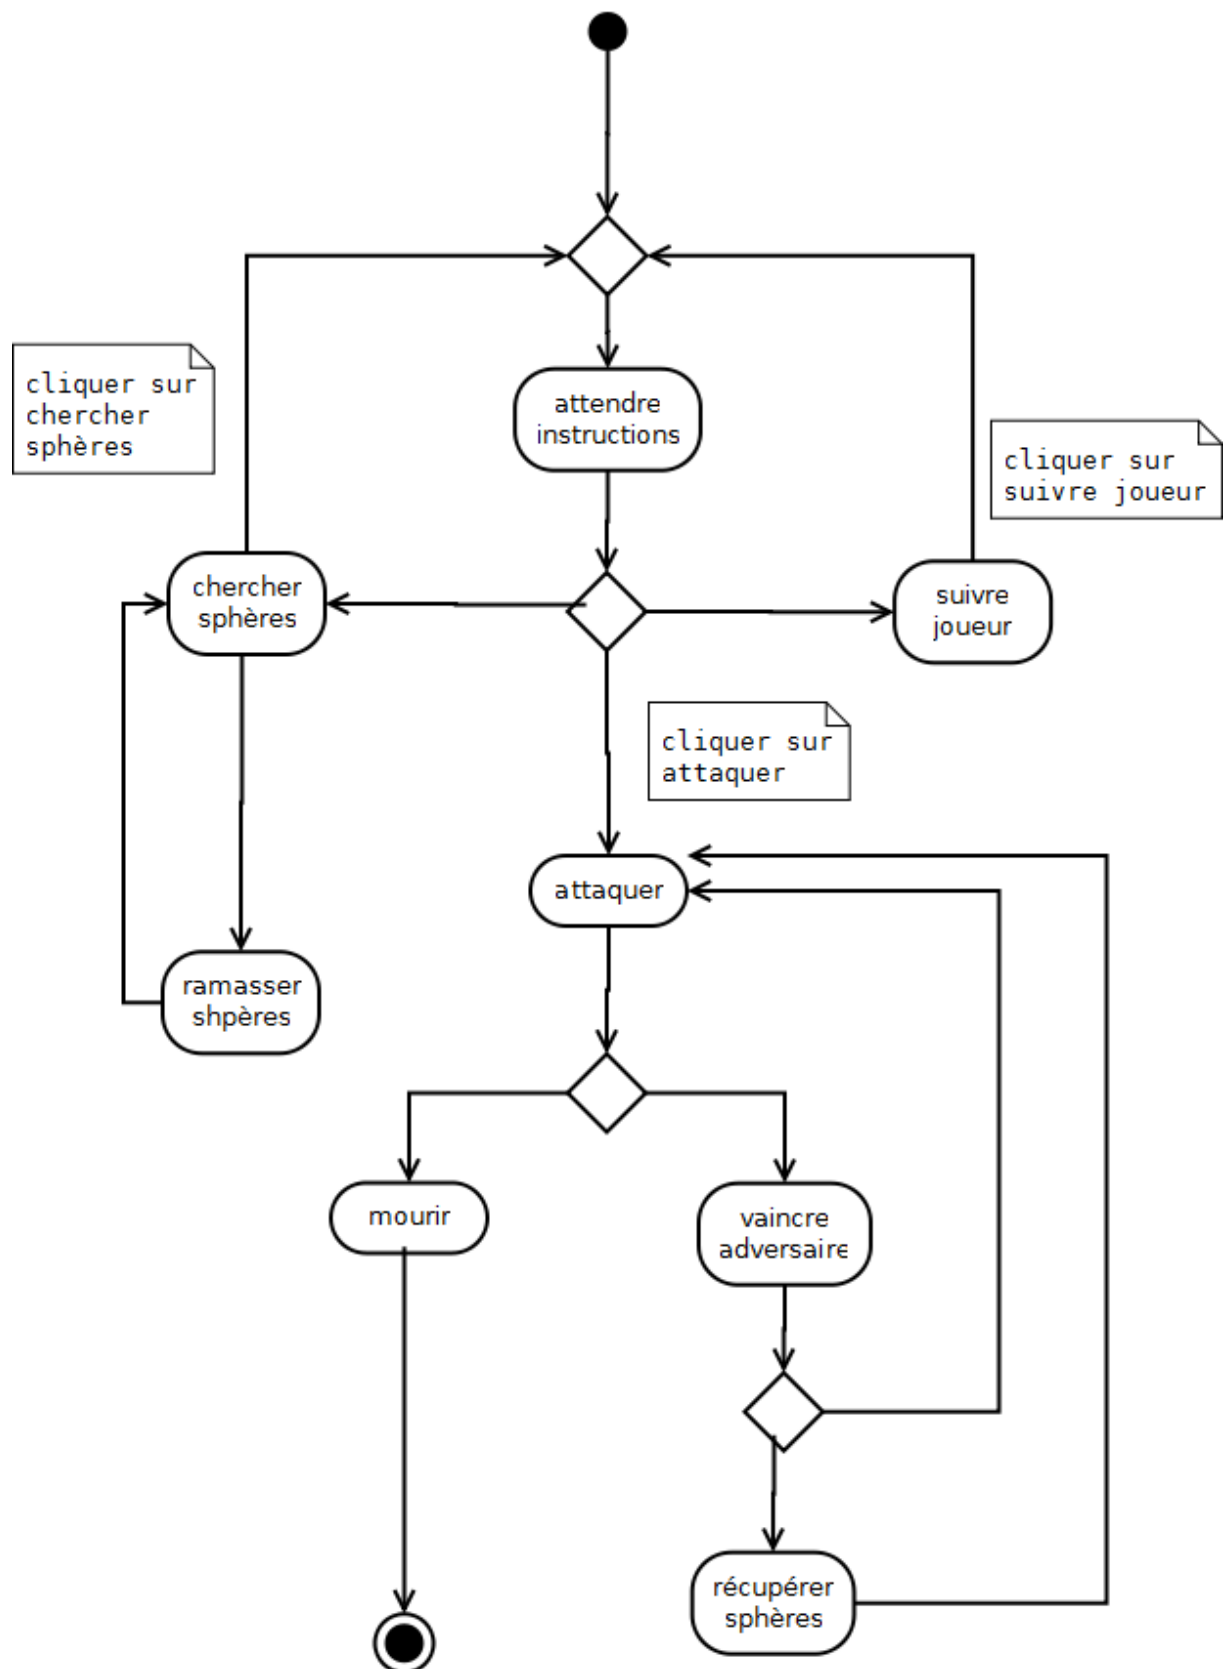 cliquer sur
chercher
sphères
attendre
instructions
cliquer sur
suivre joueur
chercher
sphères
suivre
joueur
cliquer sur
attaquer
attaquer
ramasser
shpères
mourir
vaincre
adversaire
récupérer
sphères